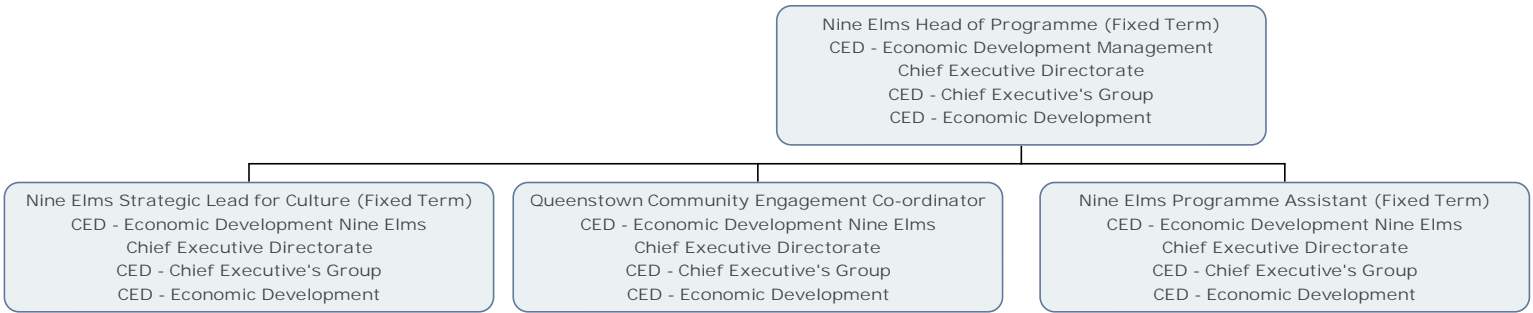 Nine Elms Head of Programme (Fixed Term)
CED - Economic Development Management
Chief Executive Directorate
CED - Chief Executive's Group
CED - Economic Development
Nine Elms Strategic Lead for Culture (Fixed Term)
CED - Economic Development Nine Elms
Chief Executive Directorate
CED - Chief Executive's Group
CED - Economic Development
Queenstown Community Engagement Co-ordinator
CED - Economic Development Nine Elms
Chief Executive Directorate
CED - Chief Executive's Group
CED - Economic Development
Nine Elms Programme Assistant (Fixed Term)
CED - Economic Development Nine Elms
Chief Executive Directorate
CED - Chief Executive's Group
CED - Economic Development